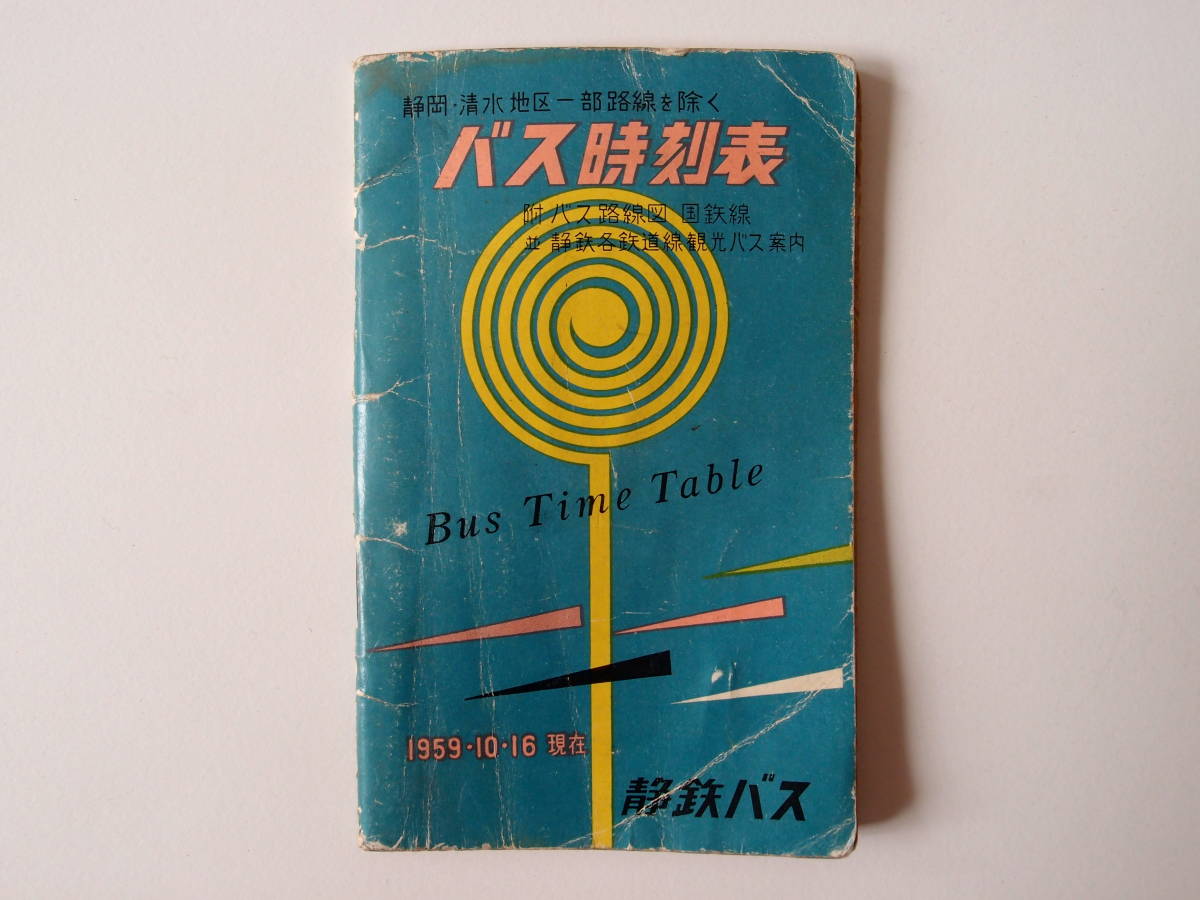 静岡・清水地区一部路線を除く
バス時刻表
附 バス路線図 国鉄線
並 静鉄各鉄道線観光バス案内
Bus Time Table
1959・10・16 現在
静鉄バス